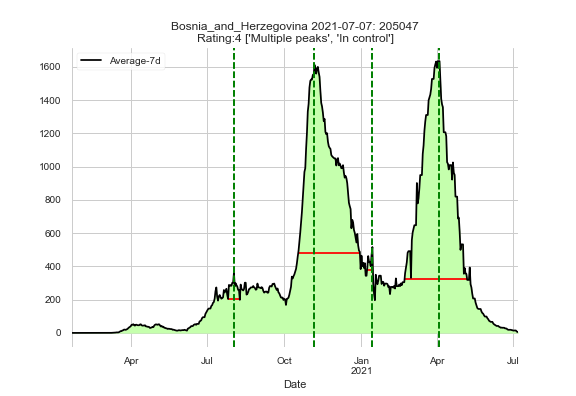 Bosnia_and_Herzegovina 2021-07-07: 205047
Rating:4 ['Multiple peaks', 'In control']
Average-7d
1600
1400
1200
1000
800
600
400
200
0
Apr Jul Oct Jan Apr Jul
2021
Date